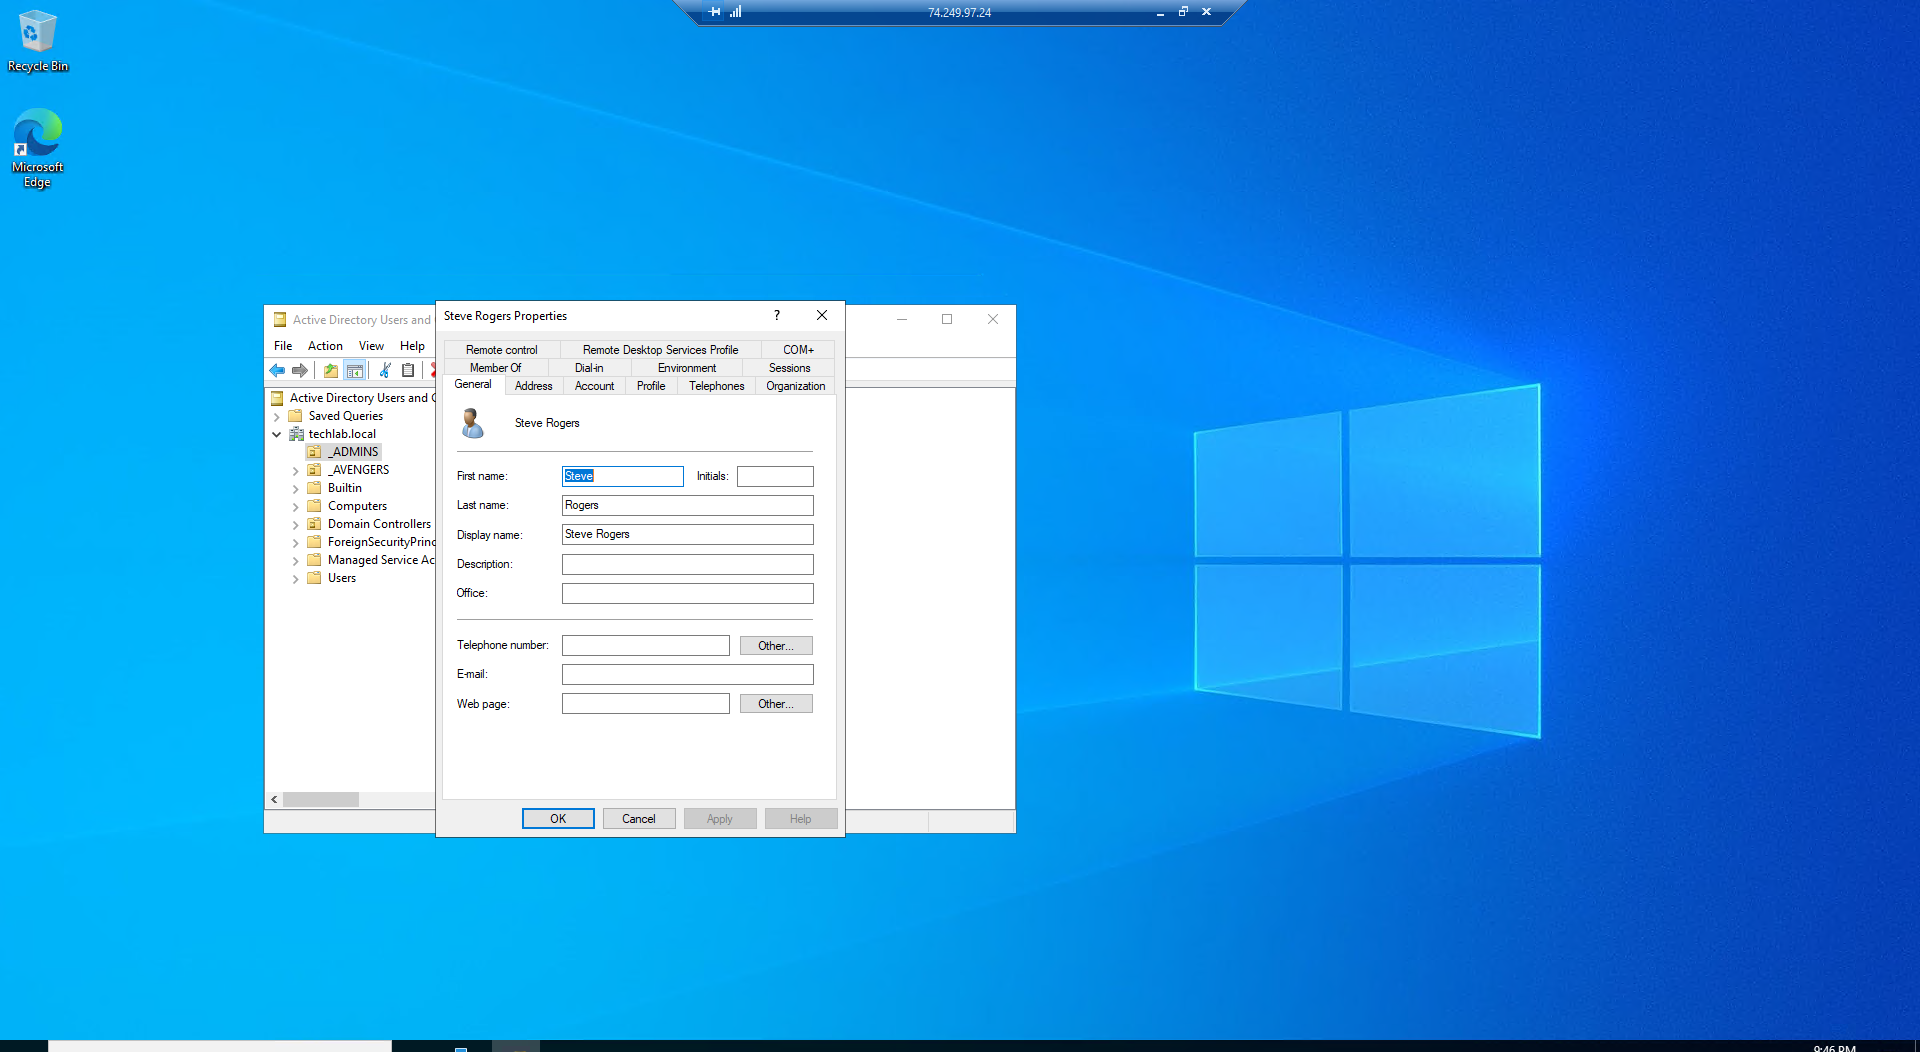 74.249.97.24
Recycle Bin
Microsoft
Edge
Active Directory Users and
File Action View Help
Active Directory Users and C
Saved Queries
techlab.local
_ADMINS
_AVENGERS
Builtin
Computers
Domain Controllers
ForeignSecurityPrinc
Managed Service Ac
Users
Steve Rogers Properties
?
Remote control Remote Desktop Services Profile COM+
Member Of Dial-in Environment Sessions
General Address Account Profile Telephones Organization
Steve Rogers
First name: Steve Initials:
Last name: Rogers
Display name: Steve Rogers
Description:
Office:
Telephone number: Other...
E-mail:
Web page: Other...
OK Cancel Apply Help
9:46 PM